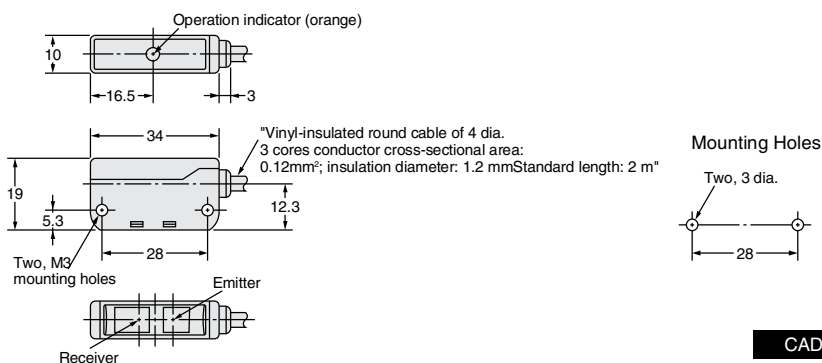 Operation indicator (orange)
10
16.5
3
34
"Vinyl-insulated round cable of 4 dia.
3 cores conductor cross-sectional area:
0.12mm²; insulation diameter: 1.2 mmStandard length: 2 m"
19
5.3
12.3
28
Two, M3
mounting holes
Emitter
Receiver
Mounting Holes
Two, 3 dia.
28
CAD